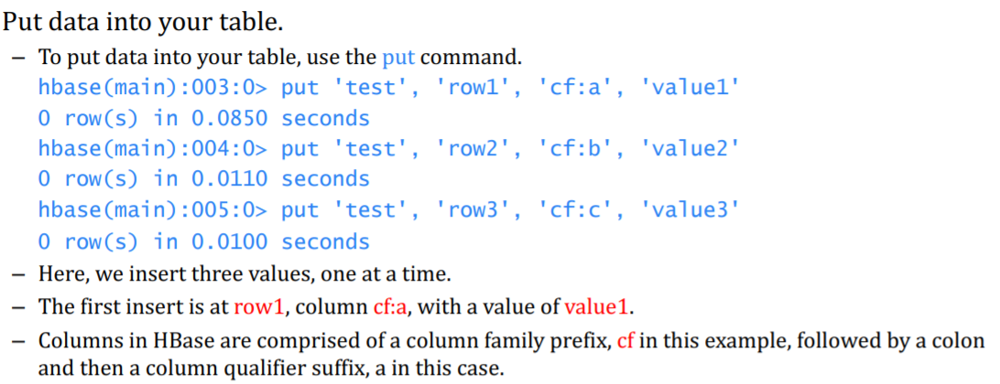 Put data into your table.
– To put data into your table, use the put command.
hbase(main):003:0> put 'test', 'row1', 'cf:a', 'value1'
0 row(s) in 0.0850 seconds
hbase(main):004:0> put 'test', 'row2', 'cf:b', 'value2'
0 row(s) in 0.0110 seconds
hbase(main):005:0> put 'test', 'row3', 'cf:c', 'value3'
0 row(s) in 0.0100 seconds
– Here, we insert three values, one at a time.
– The first insert is at row1, column cf:a, with a value of value1.
– Columns in HBase are comprised of a column family prefix, cf in this example, followed by a colon
and then a column qualifier suffix, a in this case.